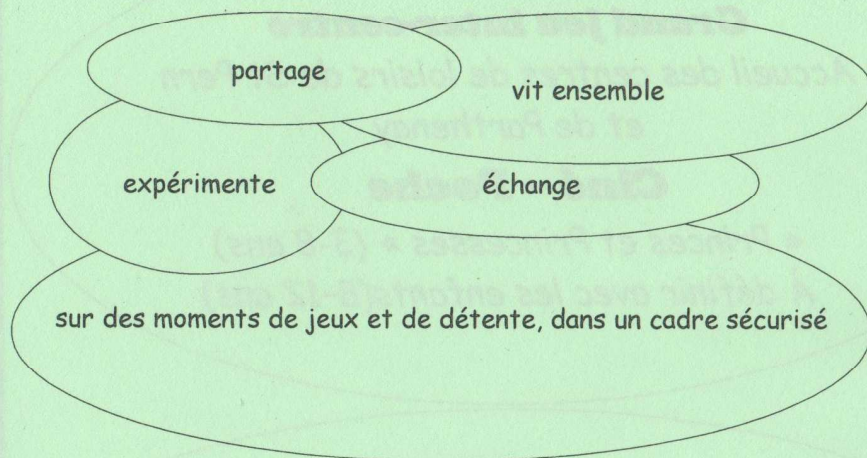 partage
vit ensemble
expérimente
échange
sur des moments de jeux et de détente, dans un cadre sécurisé